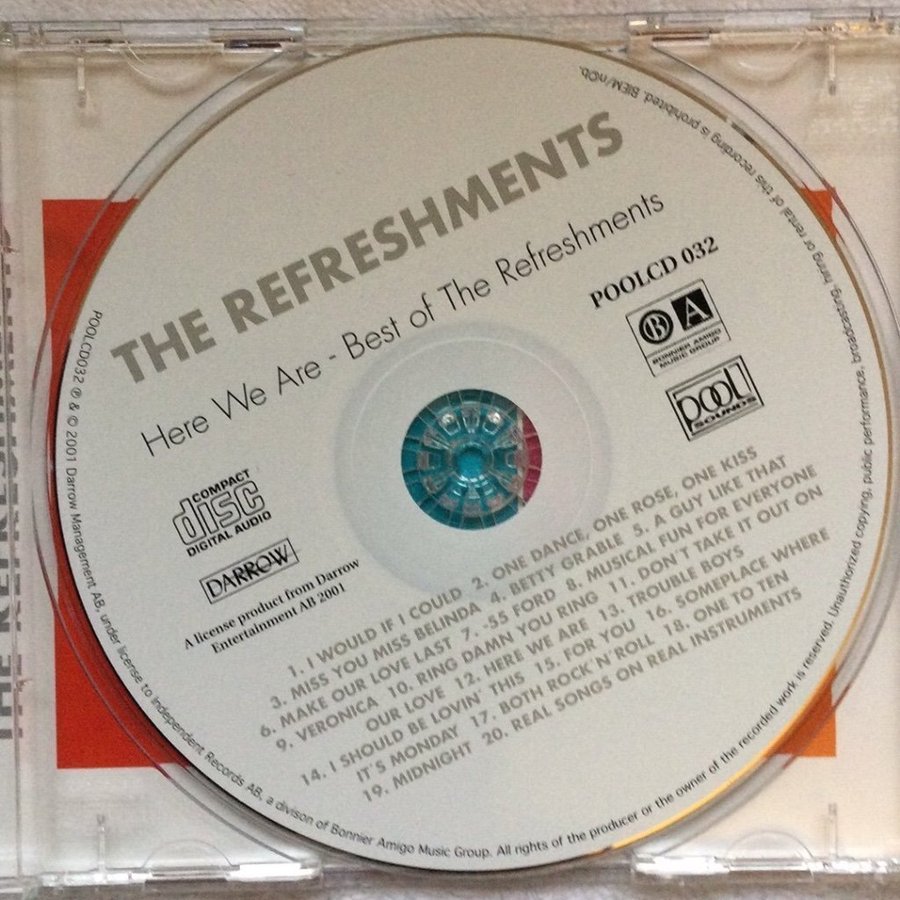 THE REFRESHMENTS
Here We Are - Best of The Refreshments
POOLCD 032
B A
BONNIER AMIGO
MUSIC GROUP
pool
SOUNDS
COMPACT
disc
DIGITAL AUDIO
DARROW
A license product from Darrow
Entertainment AB 2001
1. I WOULD IF I COULD 2. ONE DANCE, ONE ROSE, ONE KISS
3. MISS YOU MISS BELINDA 4. BETTY GRABLE 5. A GUY LIKE THAT
6. MAKE OUR LOVE LAST 7. -55 FORD 8. MUSICAL FUN FOR EVERYONE
9. VERONICA 10. RING DAMN YOU RING 11. DON'T TAKE IT OUT ON
OUR LOVE 12. HERE WE ARE 13. TROUBLE BOYS
14. I SHOULD BE LOVIN' THIS 15. FOR YOU 16. SOMEPLACE WHERE
IT'S MONDAY 17. BOTH ROCK'N'ROLL 18. ONE TO TEN
19. MIDNIGHT 20. REAL SONGS ON REAL INSTRUMENTS
POOLCD032 ℗ & © 2001 Darrow Management AB, under license to Independent Records AB, a divison of Bonnier Amigo Music Group. All rights of the producer or the owner of the recorded work is reserved. Unauthorized copying, public performance, broadcasting, hiring or rental of this recording is prohibited. BIEM/nCb.
THE REFRESHMENTS